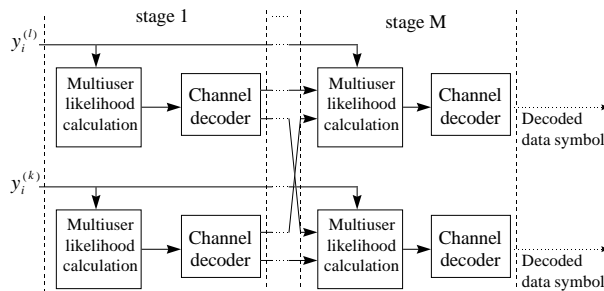 stage 1
stage M
y_i^(l)
Multiuser
likelihood
calculation
Channel
decoder
Multiuser
likelihood
calculation
Channel
decoder
Decoded
data symbol
y_i^(k)
Multiuser
likelihood
calculation
Channel
decoder
Multiuser
likelihood
calculation
Channel
decoder
Decoded
data symbol